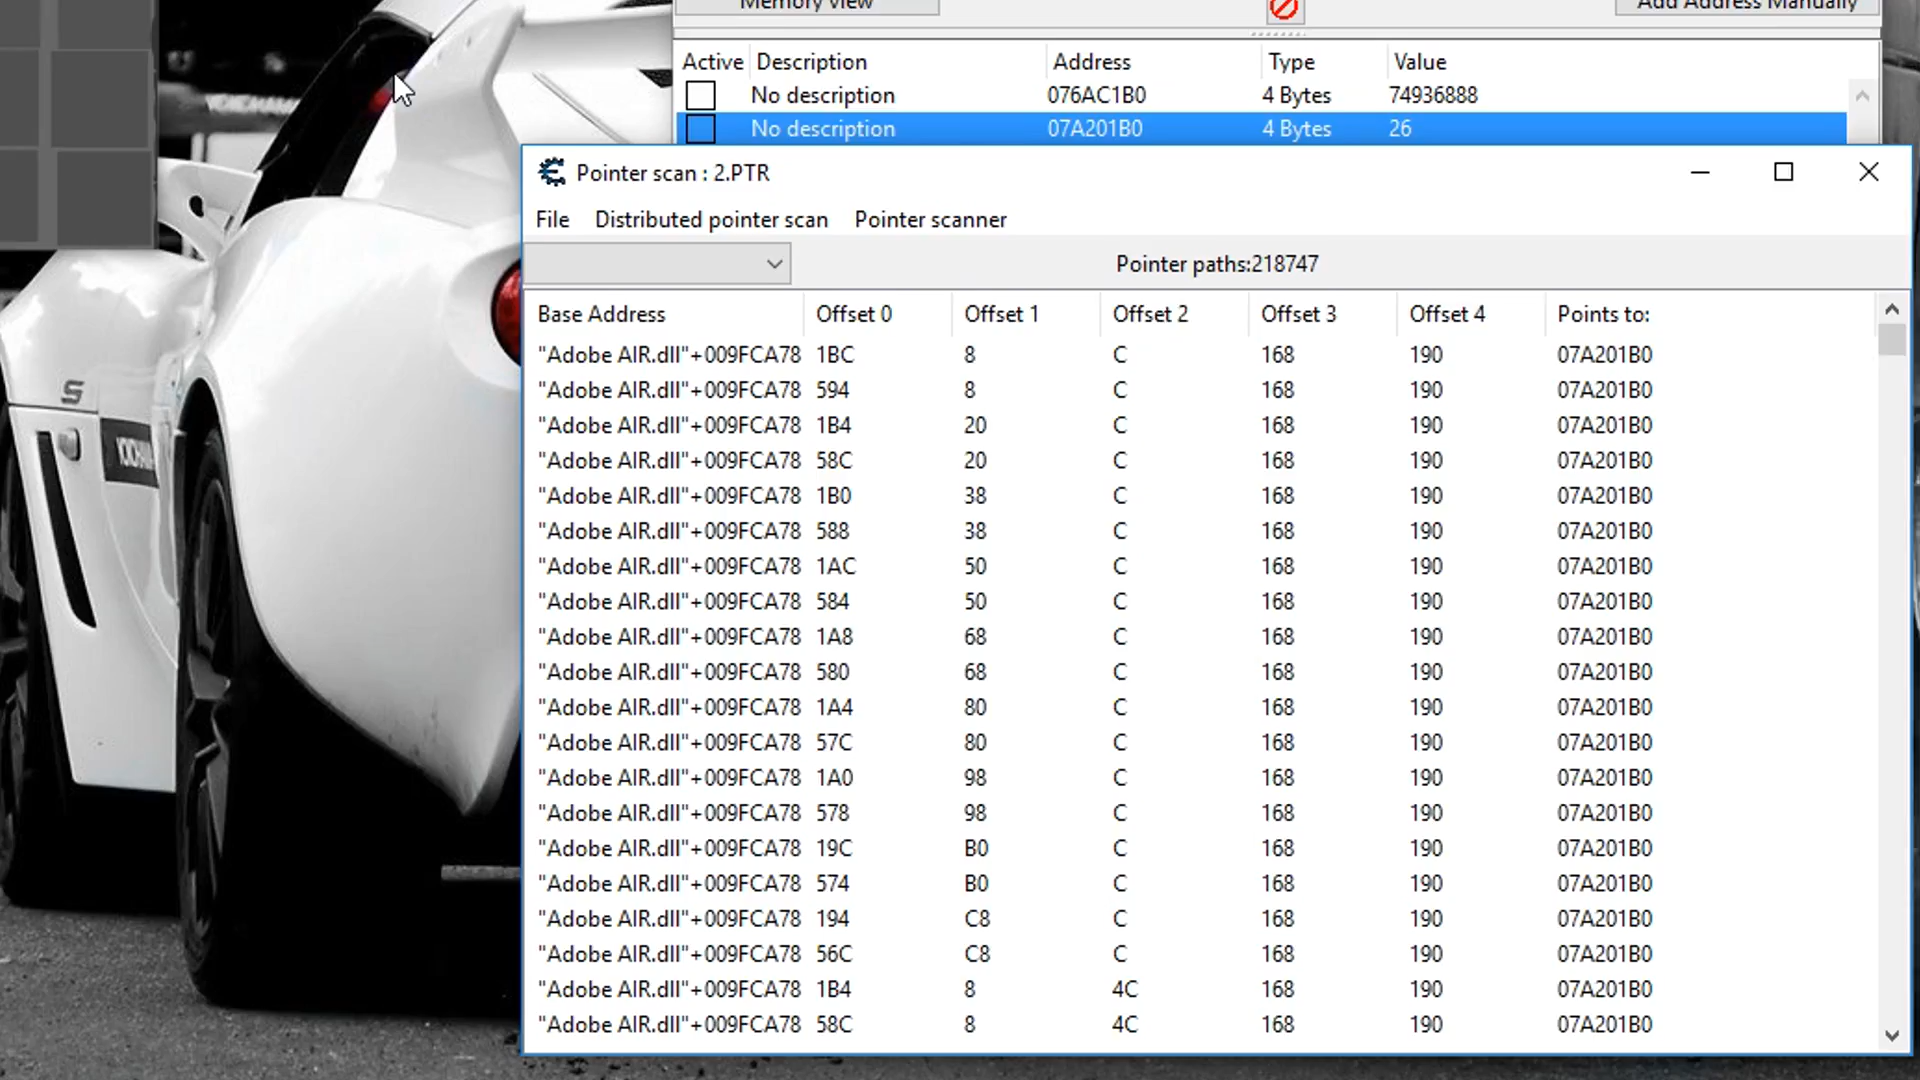 Memory view
Add Address Manually
Active Description Address Type Value
No description 076AC1B0 4 Bytes 74936888
No description 07A201B0 4 Bytes 26
Pointer scan : 2.PTR
File Distributed pointer scan Pointer scanner
Pointer paths:218747
Base Address Offset 0 Offset 1 Offset 2 Offset 3 Offset 4 Points to:
"Adobe AIR.dll"+009FCA78 1BC 8 C 168 190 07A201B0
"Adobe AIR.dll"+009FCA78 594 8 C 168 190 07A201B0
"Adobe AIR.dll"+009FCA78 1B4 20 C 168 190 07A201B0
"Adobe AIR.dll"+009FCA78 58C 20 C 168 190 07A201B0
"Adobe AIR.dll"+009FCA78 1B0 38 C 168 190 07A201B0
"Adobe AIR.dll"+009FCA78 588 38 C 168 190 07A201B0
"Adobe AIR.dll"+009FCA78 1AC 50 C 168 190 07A201B0
"Adobe AIR.dll"+009FCA78 584 50 C 168 190 07A201B0
"Adobe AIR.dll"+009FCA78 1A8 68 C 168 190 07A201B0
"Adobe AIR.dll"+009FCA78 580 68 C 168 190 07A201B0
"Adobe AIR.dll"+009FCA78 1A4 80 C 168 190 07A201B0
"Adobe AIR.dll"+009FCA78 57C 80 C 168 190 07A201B0
"Adobe AIR.dll"+009FCA78 1A0 98 C 168 190 07A201B0
"Adobe AIR.dll"+009FCA78 578 98 C 168 190 07A201B0
"Adobe AIR.dll"+009FCA78 19C B0 C 168 190 07A201B0
"Adobe AIR.dll"+009FCA78 574 B0 C 168 190 07A201B0
"Adobe AIR.dll"+009FCA78 194 C8 C 168 190 07A201B0
"Adobe AIR.dll"+009FCA78 56C C8 C 168 190 07A201B0
"Adobe AIR.dll"+009FCA78 1B4 8 4C 168 190 07A201B0
"Adobe AIR.dll"+009FCA78 58C 8 4C 168 190 07A201B0
S